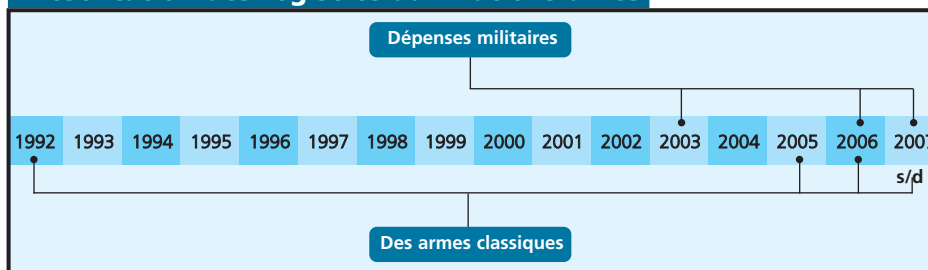 Dépenses militaires
1992 1993 1994 1995 1996 1997 1998 1999 2000 2001 2002 2003 2004 2005 2006 2007
s/d
Des armes classiques